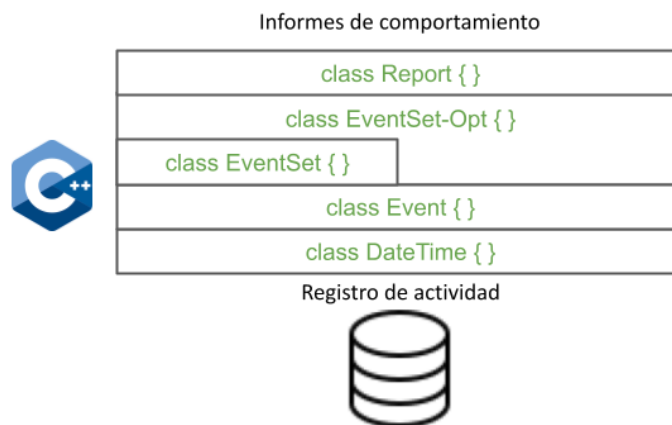 Informes de comportamiento
class Report { }
class EventSet-Opt { }
class EventSet { }
C++
class Event { }
class DateTime { }
Registro de actividad